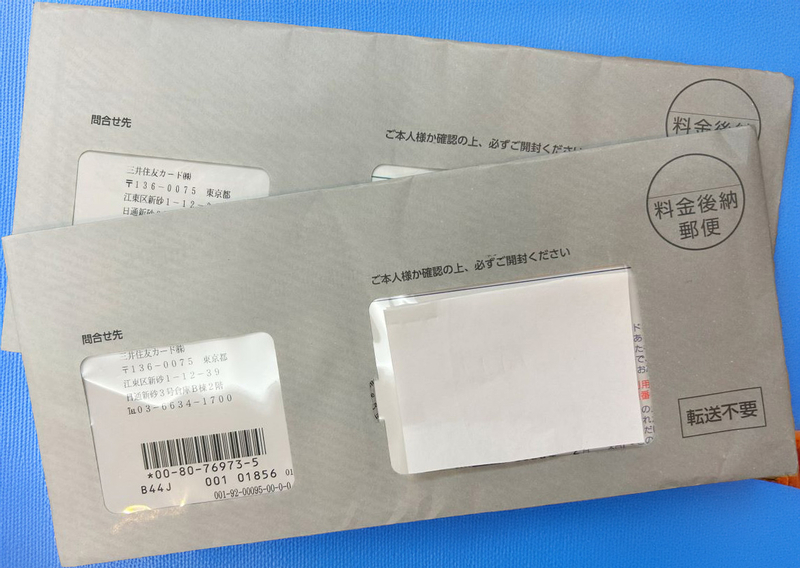 問合せ先
ご本人様か確認の上、必ずご開封ください
料金後納
三井住友カード㈱
〒136-0075 東京都
江東区新砂1-12-3
日通新砂
問合せ先
ご本人様か確認の上、必ずご開封ください
料金後納
郵便
三井住友カード㈱
〒136-0075 東京都
江東区新砂1-12-39
日通新砂3号倉庫B棟2階
℡03-6634-1700
*00-80-76973-5
B44J 001 01856 01
001-92-00095-00-0-0
転送不要